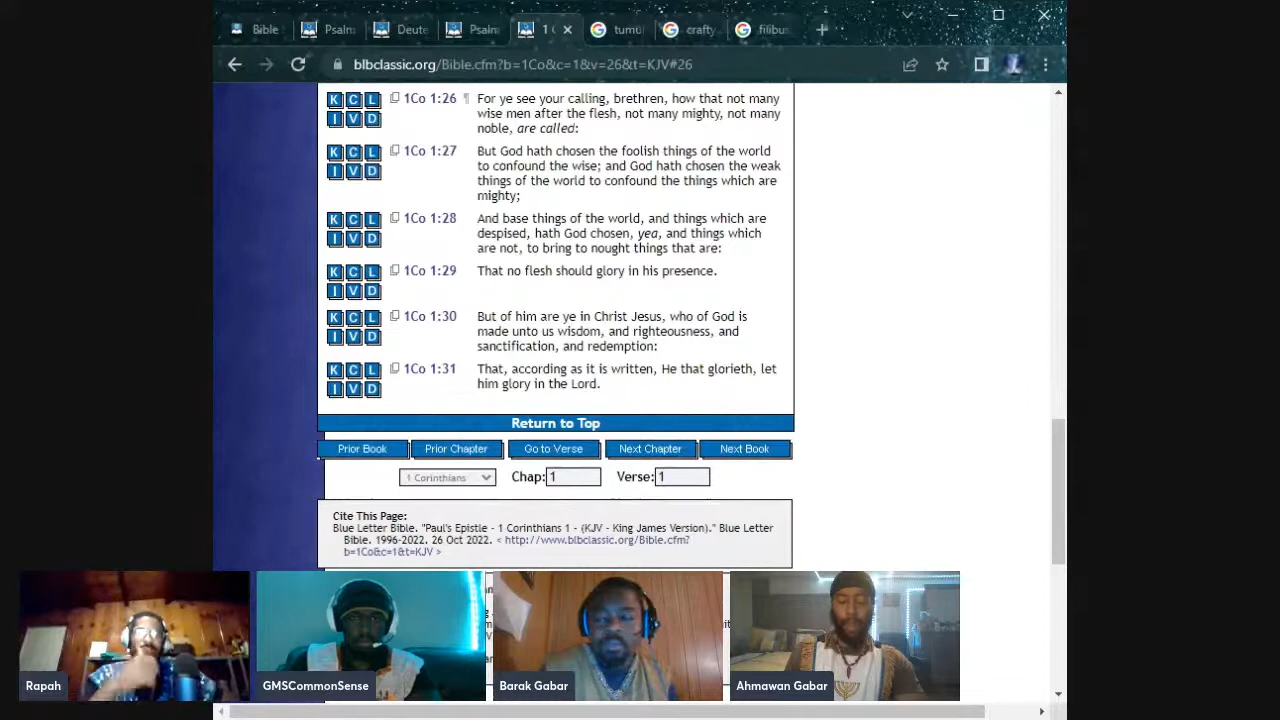 Bible
Psalm
Deute
Psalm
1 C
tumul
crafty
filibus
blbclassic.org/Bible.cfm?b=1Co&c=1&v=26&t=KJV#26
K C L
I V D
1Co 1:26 ¶ For ye see your calling, brethren, how that not many
wise men after the flesh, not many mighty, not many
noble, are called:
K C L
I V D
1Co 1:27 But God hath chosen the foolish things of the world
to confound the wise; and God hath chosen the weak
things of the world to confound the things which are
mighty;
K C L
I V D
1Co 1:28 And base things of the world, and things which are
despised, hath God chosen, yea, and things which
are not, to bring to nought things that are:
K C L
I V D
1Co 1:29 That no flesh should glory in his presence.
K C L
I V D
1Co 1:30 But of him are ye in Christ Jesus, who of God is
made unto us wisdom, and righteousness, and
sanctification, and redemption:
K C L
I V D
1Co 1:31 That, according as it is written, He that glorieth, let
him glory in the Lord.
Return to Top
Prior Book Prior Chapter Go to Verse Next Chapter Next Book
1 Corinthians Chap: 1 Verse: 1
Cite This Page:
Blue Letter Bible. "Paul's Epistle - 1 Corinthians 1 - (KJV - King James Version)." Blue Letter
Bible. 1996-2022. 26 Oct 2022. < http://www.blbclassic.org/Bible.cfm?
b=1Co&c=1&t=KJV >
Rapah
GMSCommonSense
Barak Gabar
Ahmawan Gabar